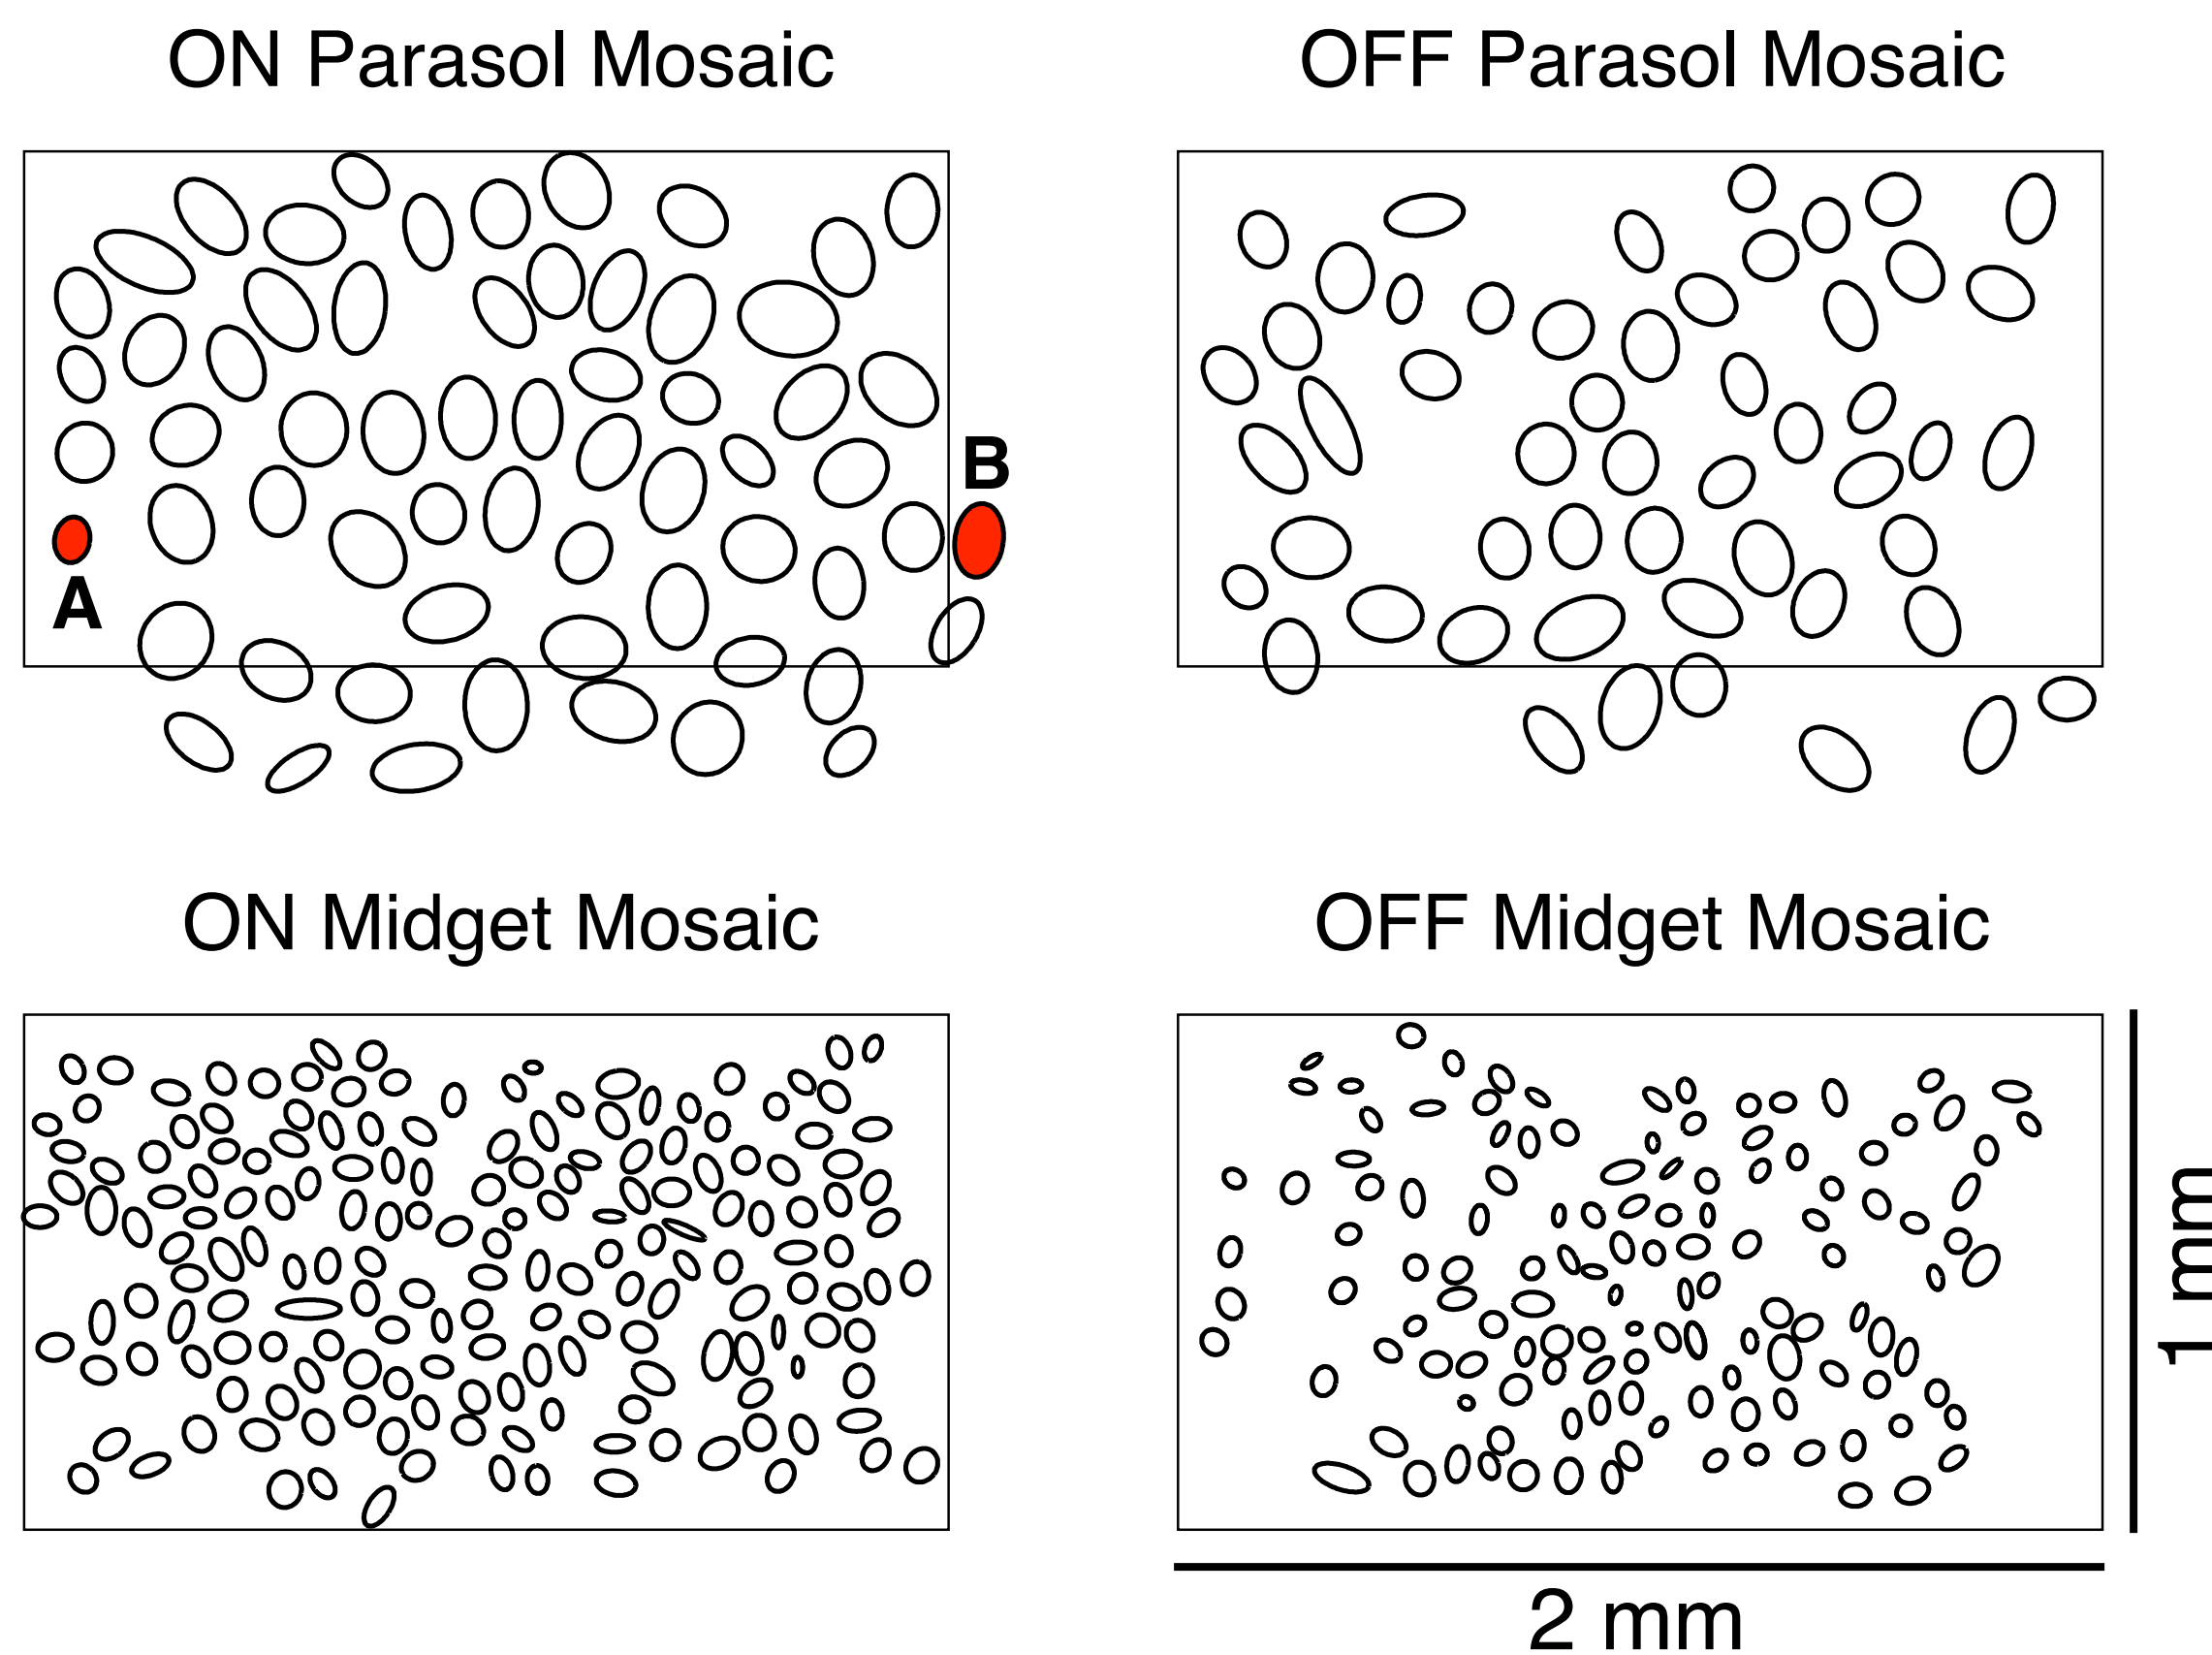 ON Parasol Mosaic
OFF Parasol Mosaic
B
A
ON Midget Mosaic
OFF Midget Mosaic
1 mm
2 mm